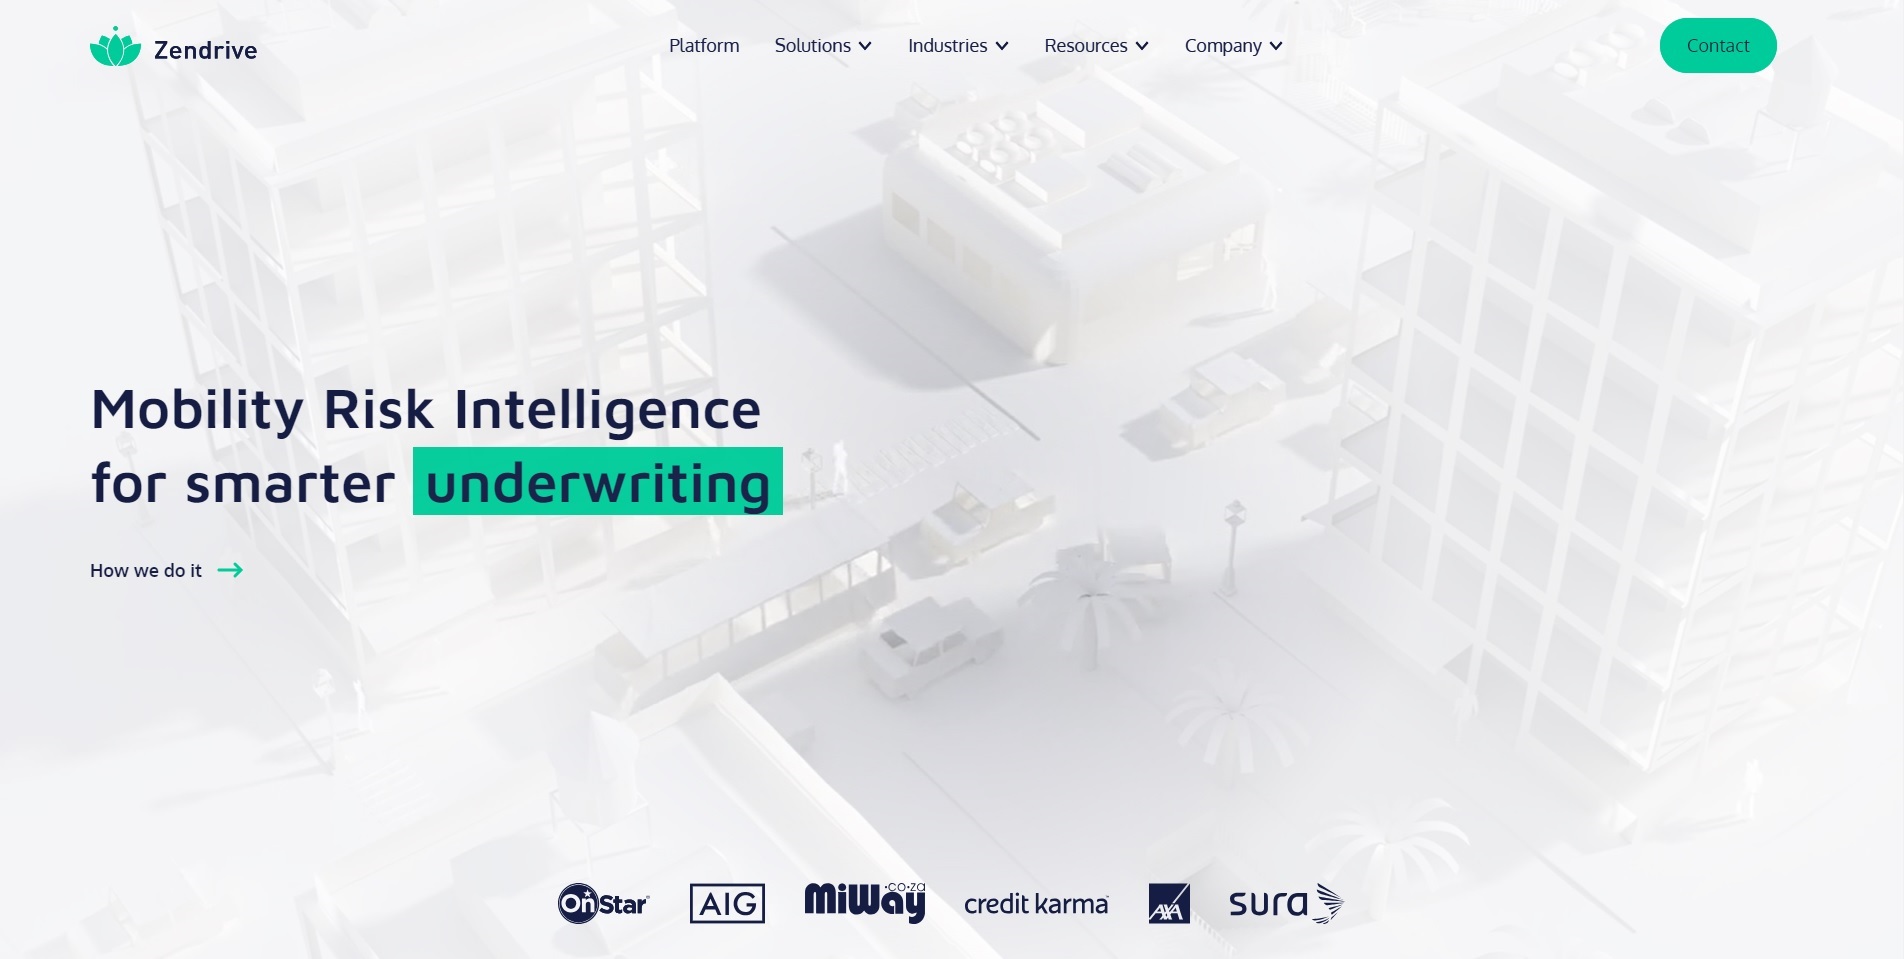 Zendrive
Platform
Solutions
Industries
Resources
Company
Contact
Mobility Risk Intelligence
for smarter underwriting
How we do it
OnStar
AIG
MiWay
.co.za
credit karma
AXA
sura